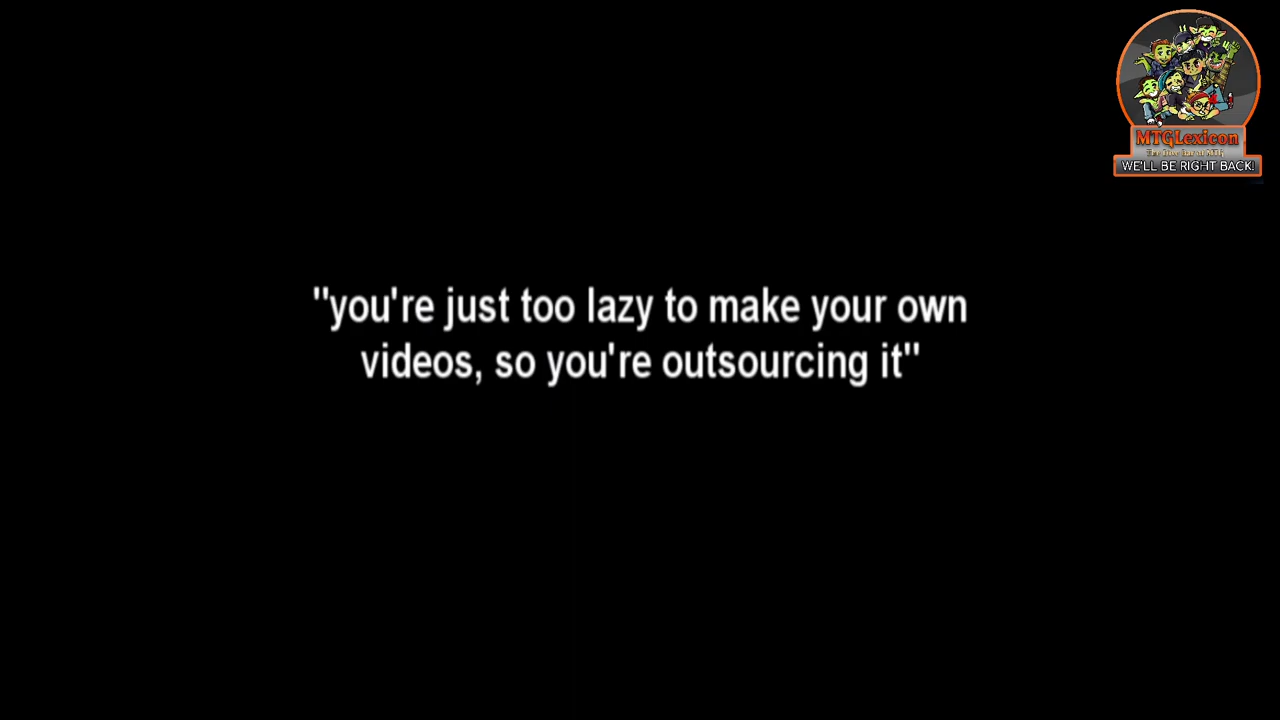 MTGLexicon
WE'LL BE RIGHT BACK!
"you're just too lazy to make your own
videos, so you're outsourcing it"